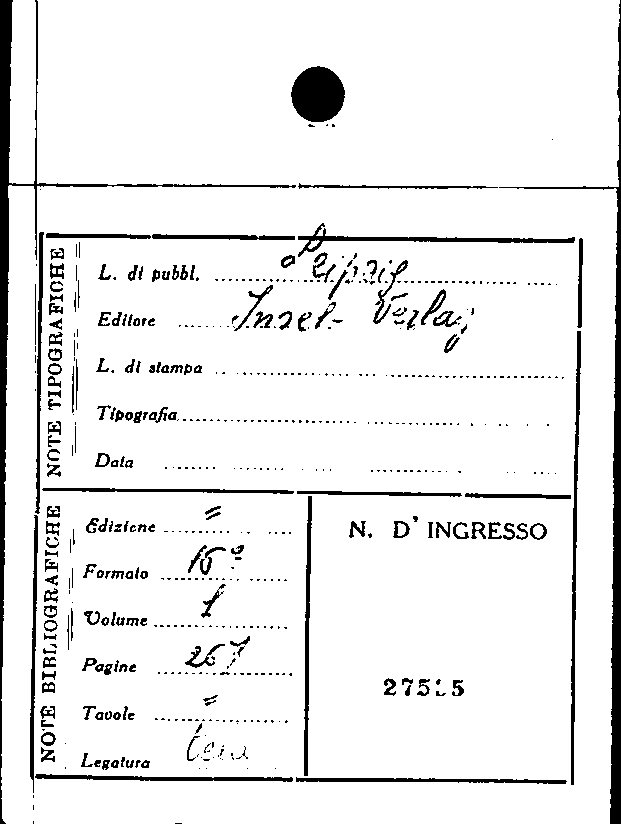 NOTE TIPOGRAFICHE
L. di pubbl. Leipzig
Editore Insel-Verlag
L. di stampa
Tipografia
Data
NOTE BIBLIOGRAFICHE
Edizione =
Formato 16°
Volume 1
Pagine 267
Tavole =
Legatura tela
N. D'INGRESSO